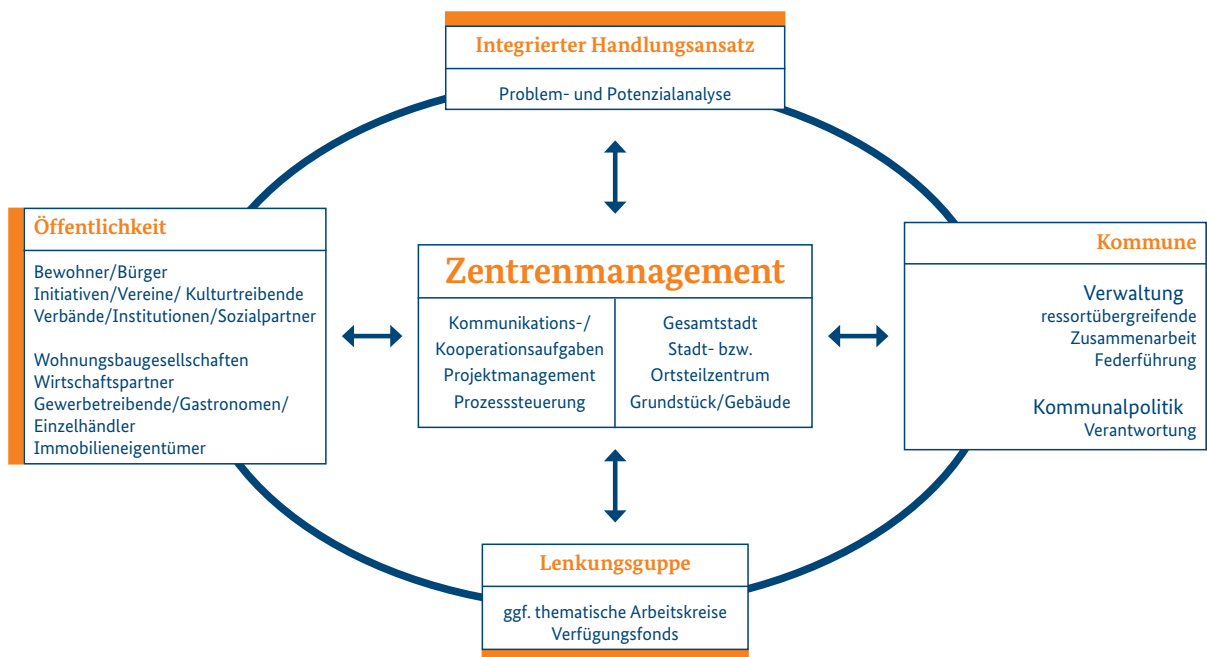 Integrierter Handlungsansatz
Problem- und Potenzialanalyse
Öffentlichkeit
Bewohner/Bürger
Initiativen/Vereine/ Kulturtreibende
Verbände/Institutionen/Sozialpartner
Wohnungsbaugesellschaften
Wirtschaftspartner
Gewerbetreibende/Gastronomen/
Einzelhändler
Immobilieneigentümer
Zentrenmanagement
Kommunikations-/
Kooperationsaufgaben
Projektmanagement
Prozesssteuerung
Gesamtstadt
Stadt- bzw.
Ortsteilzentrum
Grundstück/Gebäude
Kommune
Verwaltung
ressortübergreifende
Zusammenarbeit
Federführung
Kommunalpolitik
Verantwortung
Lenkungsguppe
ggf. thematische Arbeitskreise
Verfügungsfonds